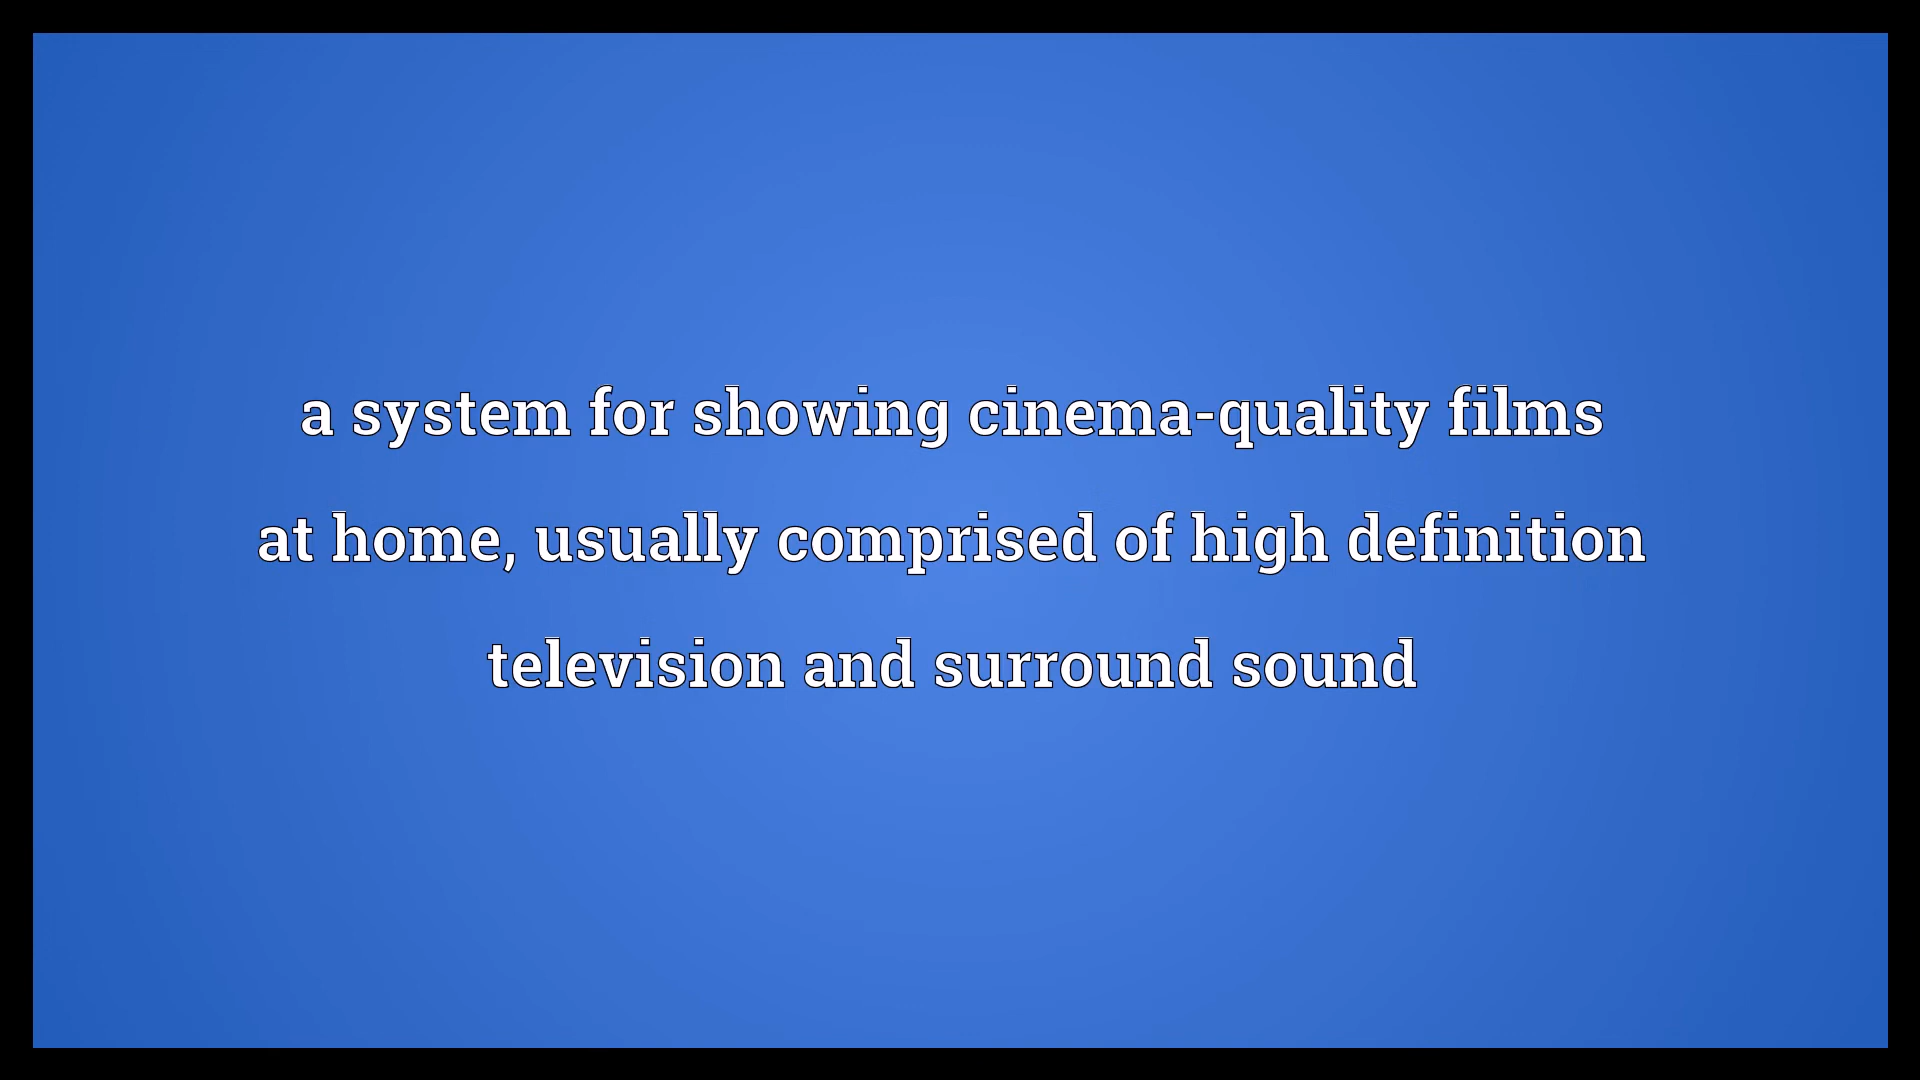 a system for showing cinema-quality films
at home, usually comprised of high definition
television and surround sound